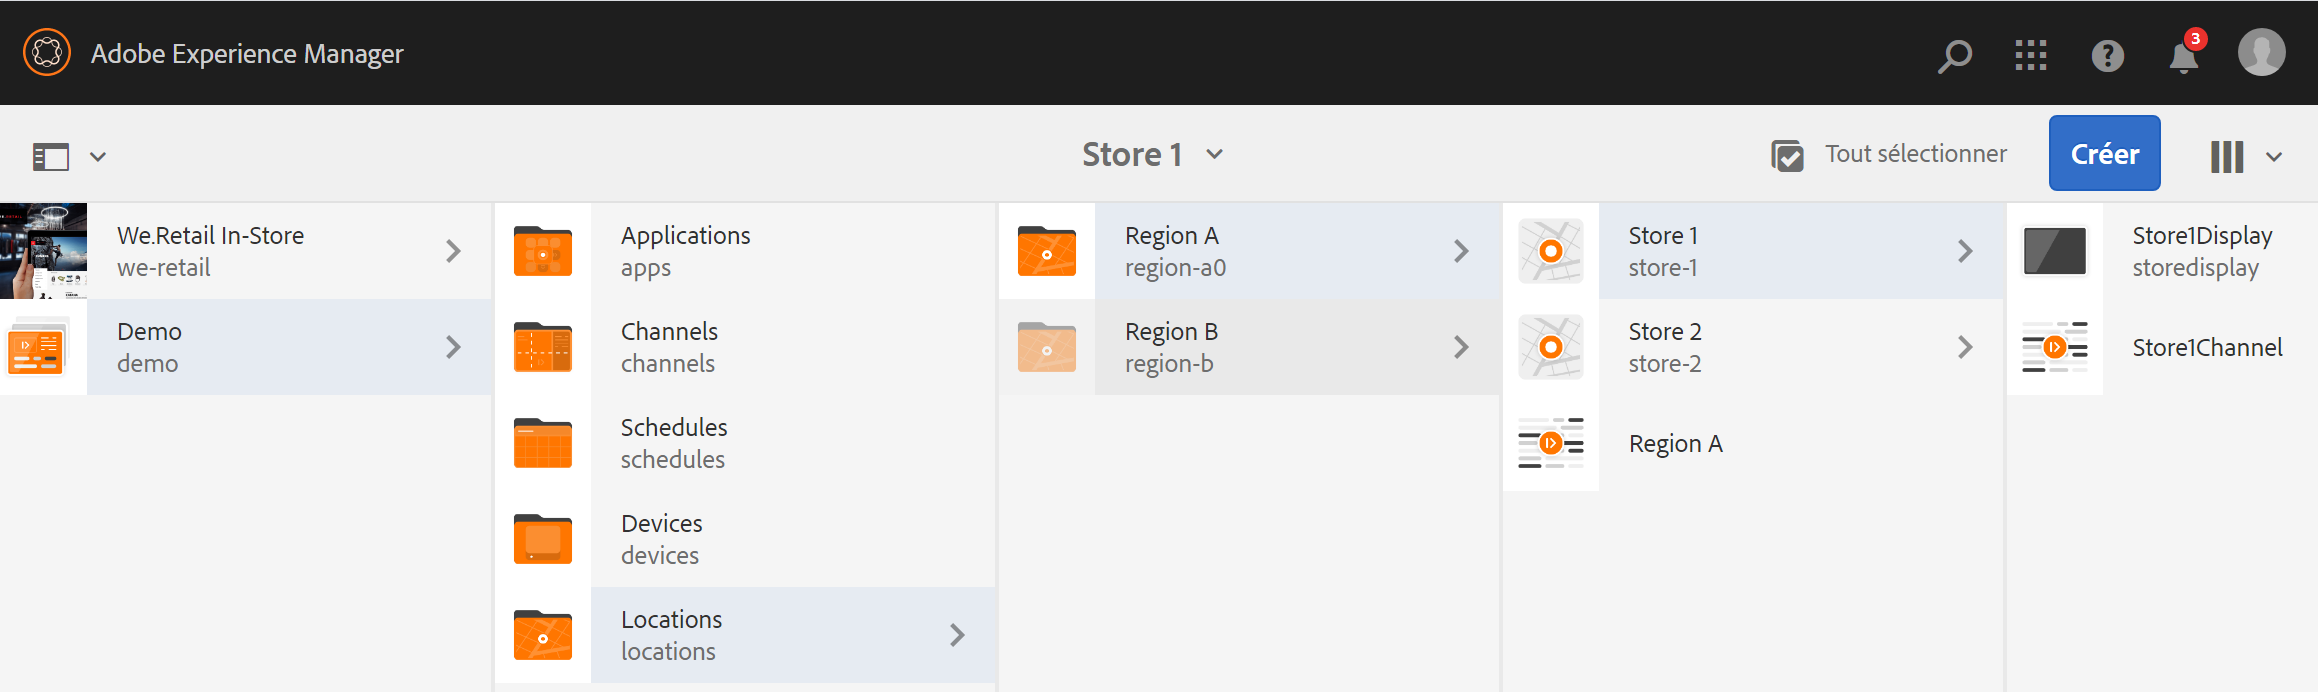 Adobe Experience Manager
3
Store 1
Tout sélectionner
Créer
We.Retail In-Store
we-retail
Demo
demo
Applications
apps
Channels
channels
Schedules
schedules
Devices
devices
Locations
locations
Region A
region-a0
Region B
region-b
Store 1
store-1
Store 2
store-2
Region A
Store1Display
storedisplay
Store1Channel